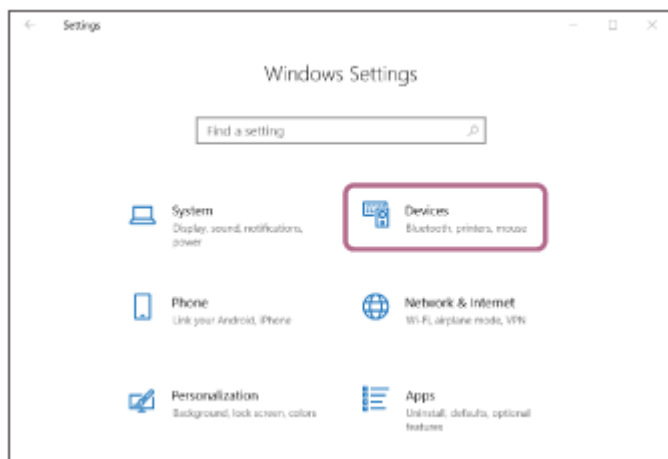 Settings
Windows Settings
Find a setting
System
Display, sound, notifications,
power
Devices
Bluetooth, printers, mouse
Phone
Link your Android, iPhone
Network & Internet
Wi-Fi, airplane mode, VPN
Personalization
Background, lock screen, colors
Apps
Uninstall, defaults, optional
features